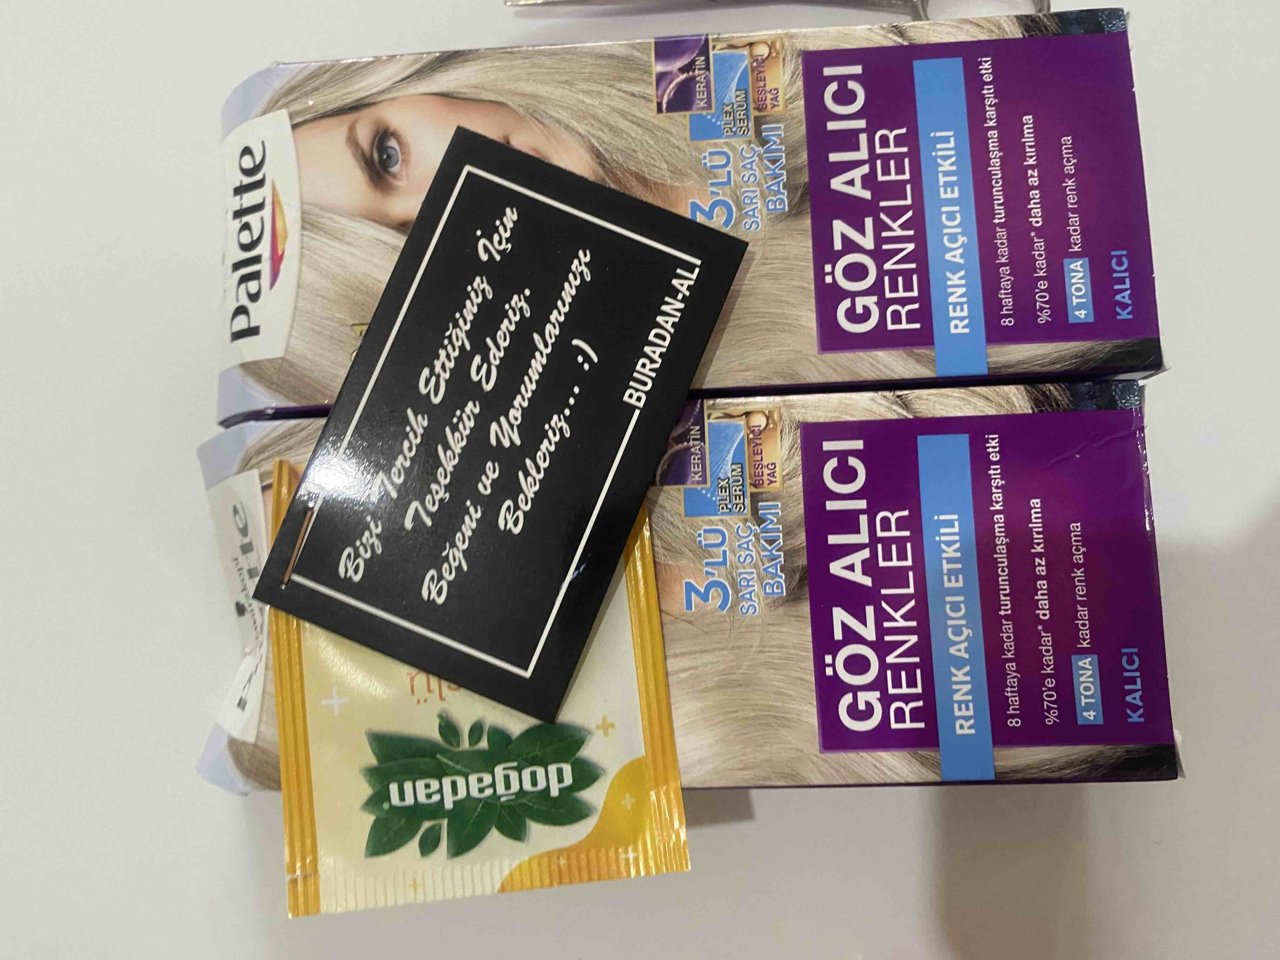 Palette
KERATİN
PLEX
SERUM
BESLEYİCİ
YAĞ
3'LÜ
SARI SAÇ
BAKIMI
GÖZ ALICI
RENKLER
RENK AÇICI ETKİLİ
8 haftaya kadar turunculaşma karşıtı etki
%70'e kadar* daha az kırılma
4 TONA kadar renk açma
KALICI
Bizi Tercih Ettiğiniz İçin
Teşekkür Ederiz.
Beğeni ve Yorumlarınızı
Bekleriz... :)
BURADAN-ALI
doğadan
KERATİN
PLEX
SERUM
BESLEYİCİ
YAĞ
3'LÜ
SARI SAÇ
BAKIMI
GÖZ ALICI
RENKLER
RENK AÇICI ETKİLİ
8 haftaya kadar turunculaşma karşıtı etki
%70'e kadar* daha az kırılma
4 TONA kadar renk açma
KALICI